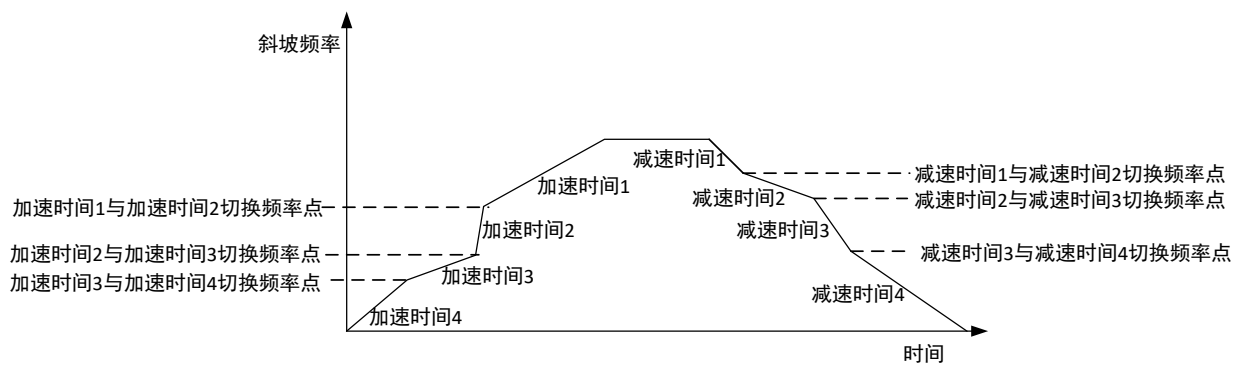 斜坡频率
减速时间1
减速时间1与减速时间2切换频率点
加速时间1
减速时间2
减速时间2与减速时间3切换频率点
加速时间1与加速时间2切换频率点
加速时间2
减速时间3
加速时间2与加速时间3切换频率点
减速时间3与减速时间4切换频率点
加速时间3
加速时间3与加速时间4切换频率点
减速时间4
加速时间4
时间